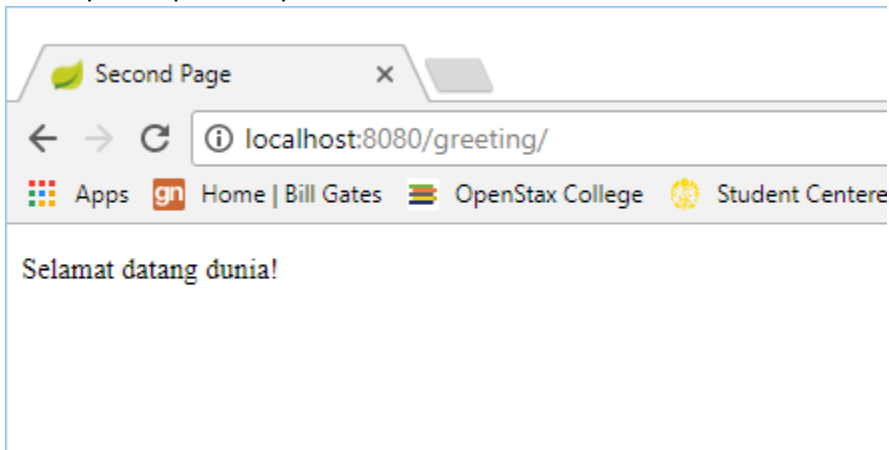 Second Page
localhost:8080/greeting/
Apps gn Home | Bill Gates OpenStax College Student Centere
Selamat datang dunia!